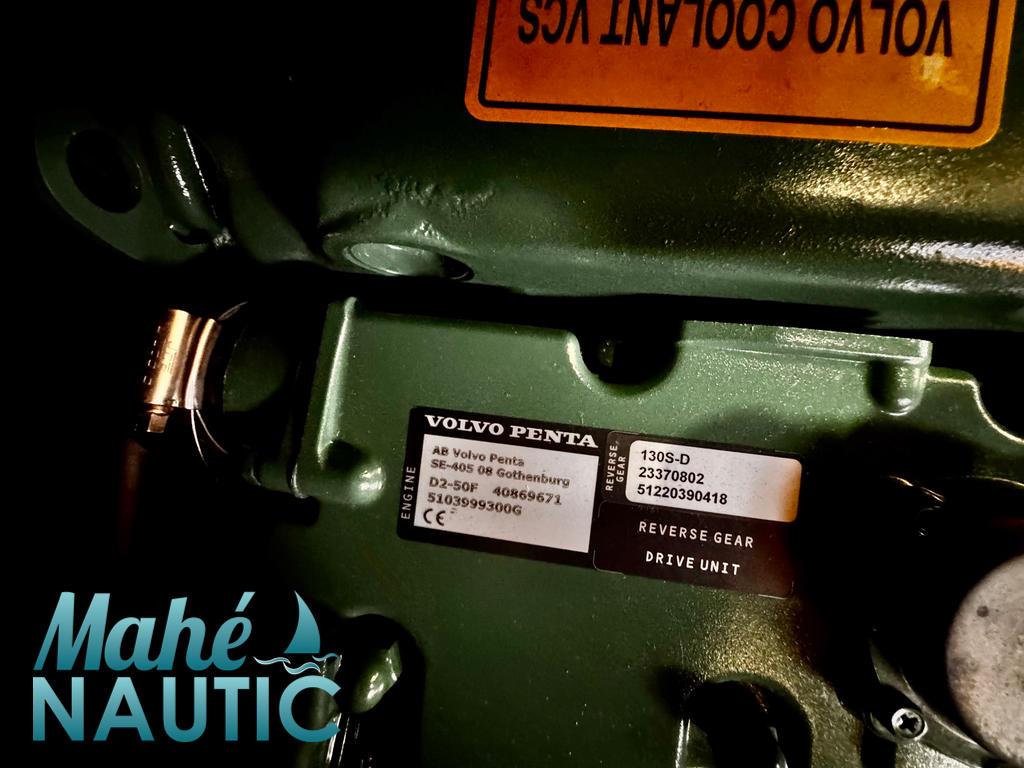 VOLVO COOLANT VCS
VOLVO PENTA
ENGINE
AB Volvo Penta
SE-405 08 Gothenburg
D2-50F 40869671
5103999300G
CE
REVERSE GEAR
130S-D
23370802
51220390418
REVERSE GEAR
DRIVE UNIT
Mahé
NAUTIC